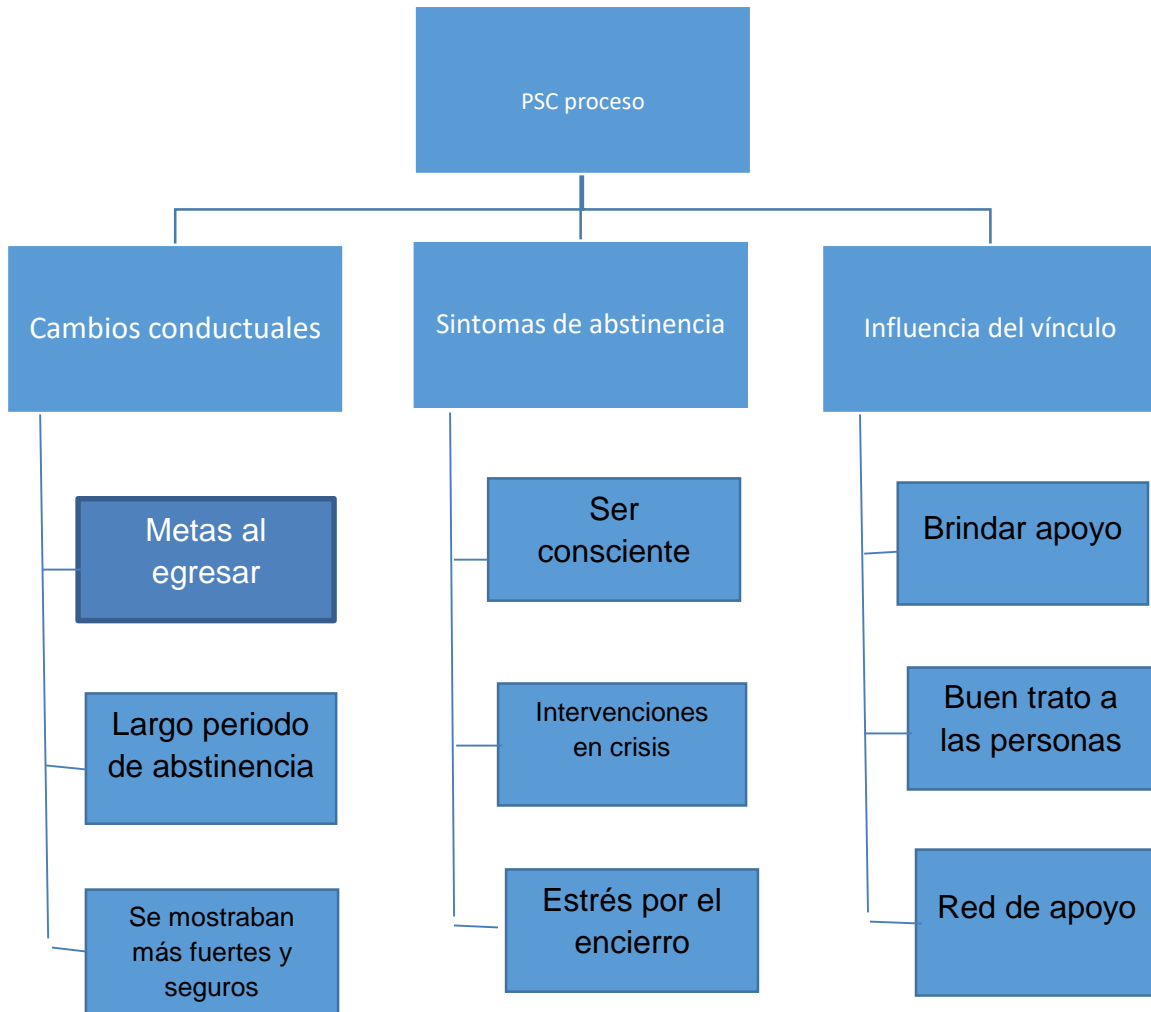 PSC proceso
Cambios conductuales
Sintomas de abstinencia
Influencia del vínculo
Metas al
egresar
Largo periodo
de abstinencia
Se mostraban
más fuertes y
seguros
Ser
consciente
Intervenciones
en crisis
Estrés por el
encierro
Brindar apoyo
Buen trato a
las personas
Red de apoyo